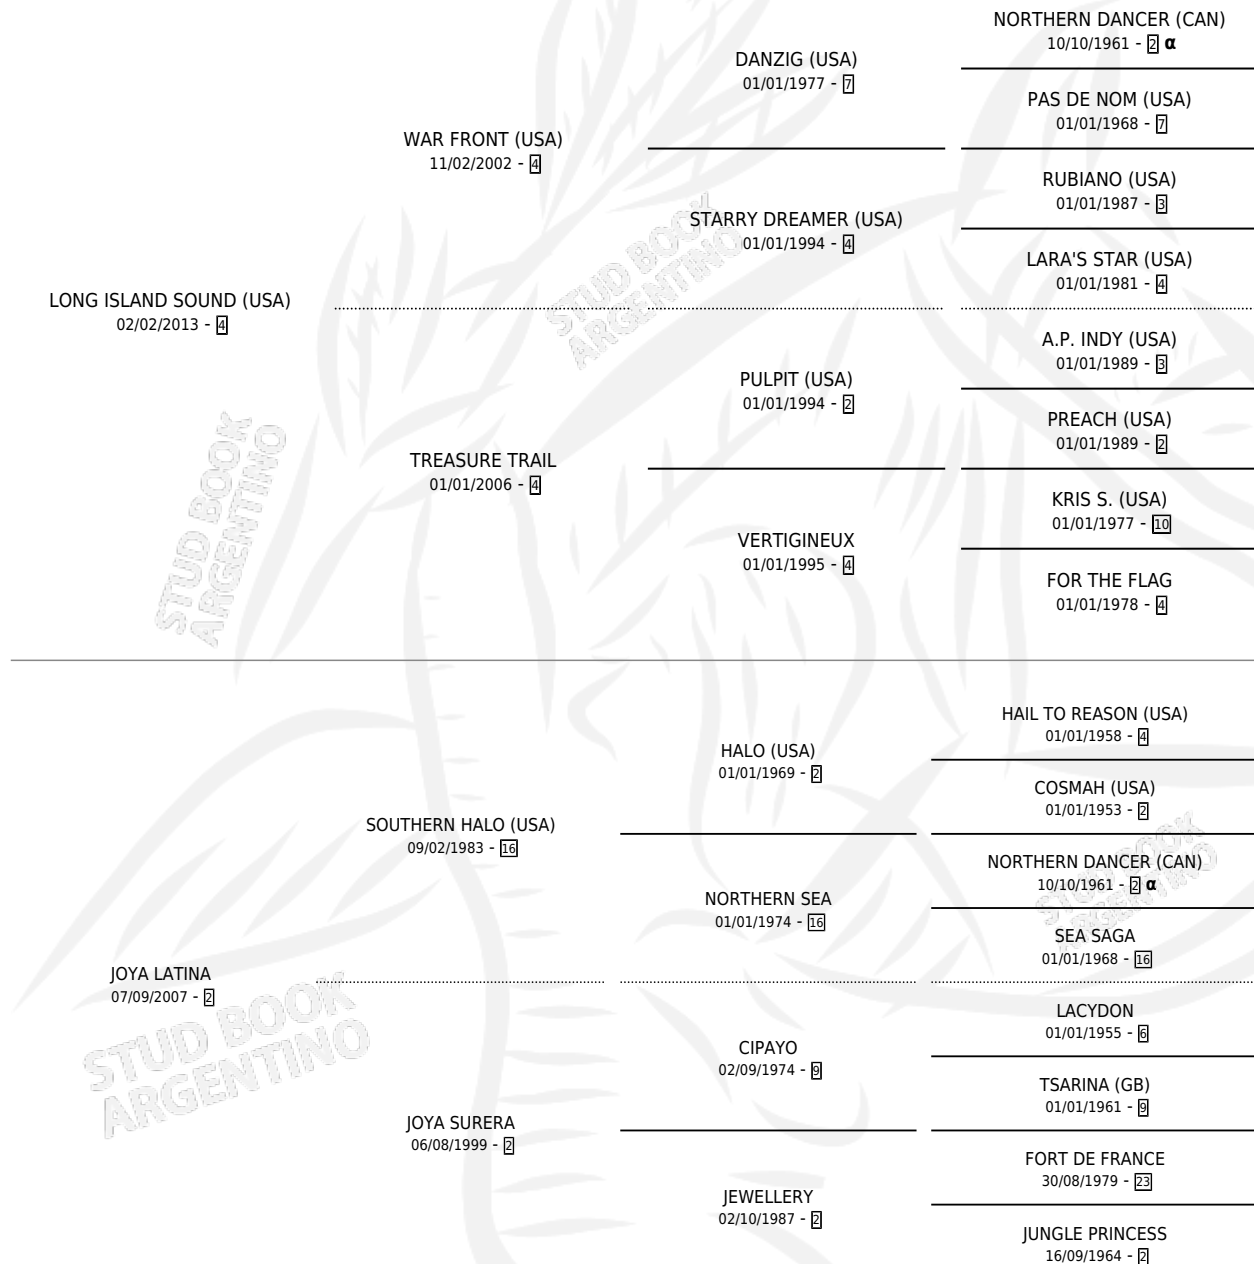 NORTHERN DANCER (CAN)
10/10/1961 - 2 α
DANZIG (USA)
01/01/1977 - 7
PAS DE NOM (USA)
01/01/1968 - 7
WAR FRONT (USA)
11/02/2002 - 4
RUBIANO (USA)
01/01/1987 - 3
STARRY DREAMER (USA)
01/01/1994 - 4
LARA'S STAR (USA)
01/01/1981 - 4
LONG ISLAND SOUND (USA)
02/02/2013 - 4
A.P. INDY (USA)
01/01/1989 - 3
PULPIT (USA)
01/01/1994 - 2
PREACH (USA)
01/01/1989 - 2
TREASURE TRAIL
01/01/2006 - 4
KRIS S. (USA)
01/01/1977 - 10
VERTIGINEUX
01/01/1995 - 4
FOR THE FLAG
01/01/1978 - 4
HAIL TO REASON (USA)
01/01/1958 - 4
HALO (USA)
01/01/1969 - 2
COSMAH (USA)
01/01/1953 - 2
SOUTHERN HALO (USA)
09/02/1983 - 16
NORTHERN DANCER (CAN)
10/10/1961 - 2 α
NORTHERN SEA
01/01/1974 - 16
SEA SAGA
01/01/1968 - 16
JOYA LATINA
07/09/2007 - 2
LACYDON
01/01/1955 - 6
CIPAYO
02/09/1974 - 9
TSARINA (GB)
01/01/1961 - 9
JOYA SURERA
06/08/1999 - 2
FORT DE FRANCE
30/08/1979 - 23
JEWELLERY
02/10/1987 - 2
JUNGLE PRINCESS
16/09/1964 - 2
STUD BOOK
ARGENTINO
STUD BOOK
ARGENTINO
STUD BOOK
ARGENTINO
STUD BOOK
ARGENTINO